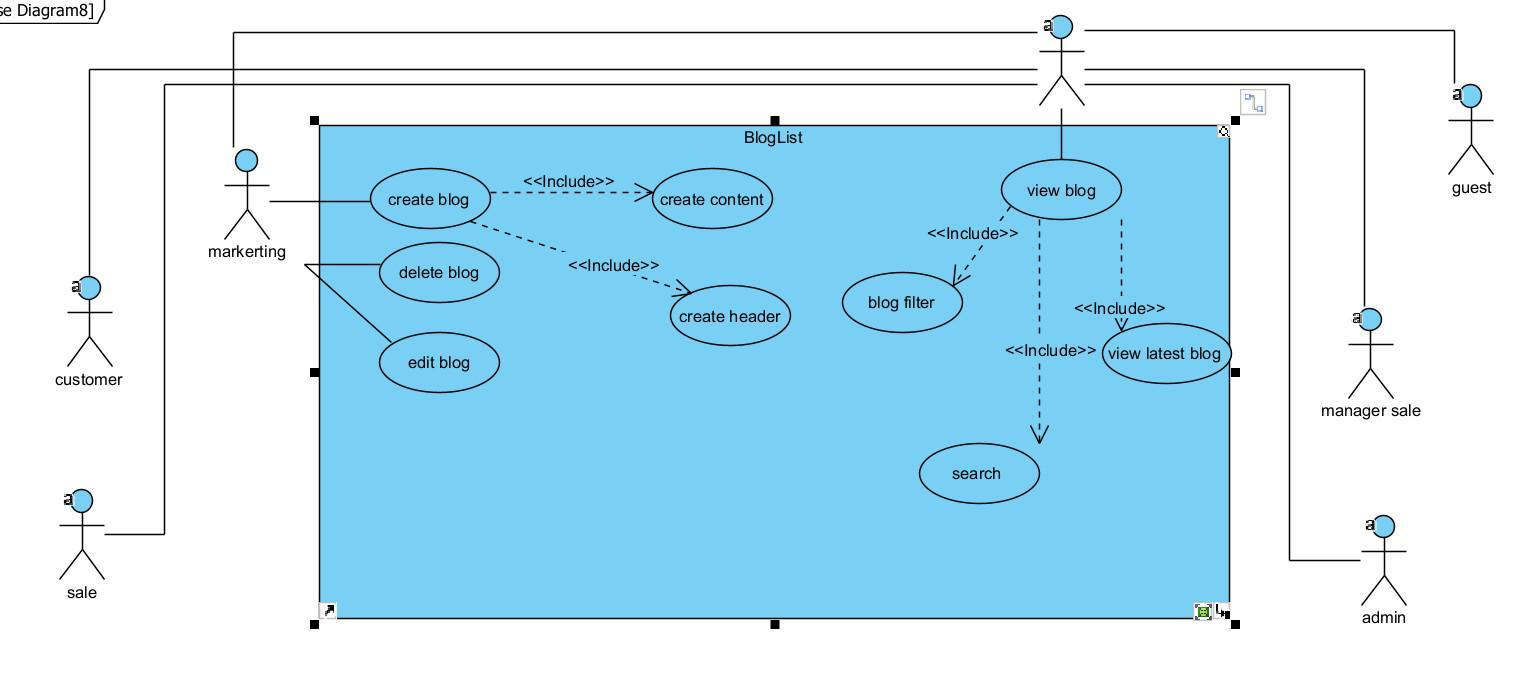 se Diagram8]
a
a
BlogList
guest
create blog
<<Include>>
create content
view blog
markerting
<<Include>>
<<Include>>
delete blog
a
customer
create header
blog filter
<<Include>>
a
manager sale
edit blog
<<Include>>
view latest blog
search
a
sale
a
admin